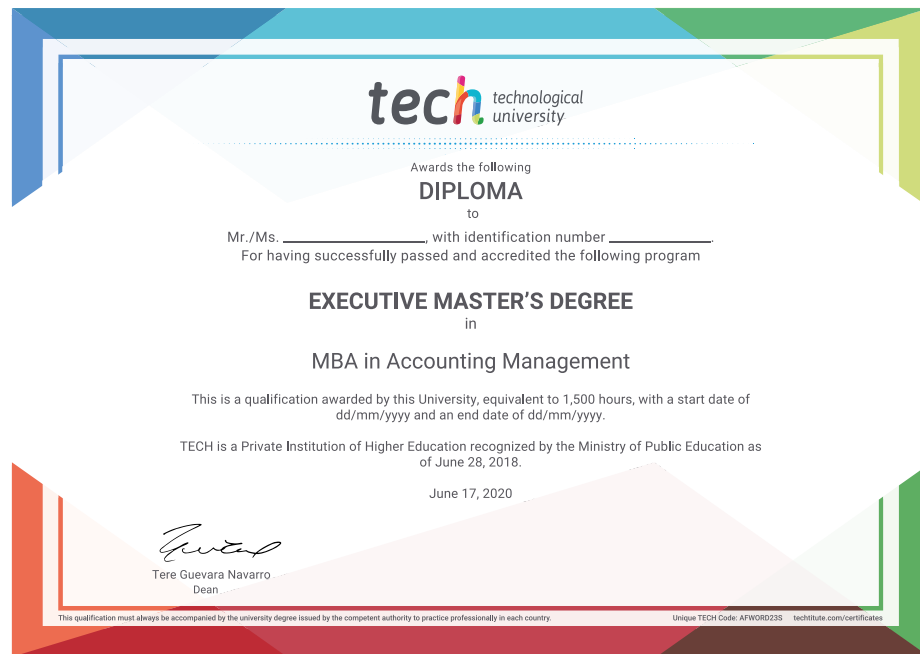 tech technological
university
Awards the following
DIPLOMA
to
Mr./Ms. ____________________, with identification number ______________.
For having successfully passed and accredited the following program
EXECUTIVE MASTER'S DEGREE
in
MBA in Accounting Management
This is a qualification awarded by this University, equivalent to 1,500 hours, with a start date of
dd/mm/yyyy and an end date of dd/mm/yyyy.
TECH is a Private Institution of Higher Education recognized by the Ministry of Public Education as
of June 28, 2018.
June 17, 2020
Tere Guevara Navarro
Dean
This qualification must always be accompanied by the university degree issued by the competent authority to practice professionally in each country. Unique TECH Code: AFWORD23S techtitute.com/certificates